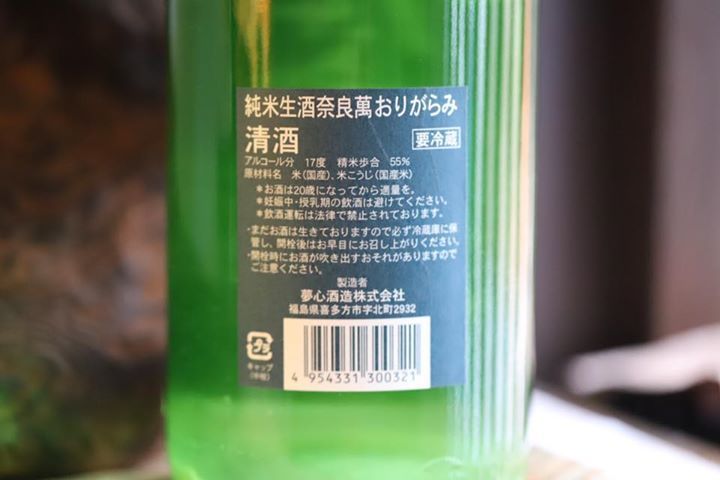 純米生酒奈良萬おりがらみ
清酒 要冷蔵
アルコール分 17度 精米歩合 55%
原材料名 米(国産)、米こうじ(国産米)
＊お酒は20歳になってから適量を。
＊妊娠中・授乳期の飲酒は避けてください。
＊飲酒運転は法律で禁止されております。
・まだお酒は生きておりますので必ず冷蔵庫に保
管し、開栓後はお早目にお召し上がりください。
・開栓時にお酒が吹き出すおそれがありますので
ご注意ください。
製造者
夢心酒造株式会社
福島県喜多方市字北町2932
プラ
キャップ
(中栓)
4 954331 300321